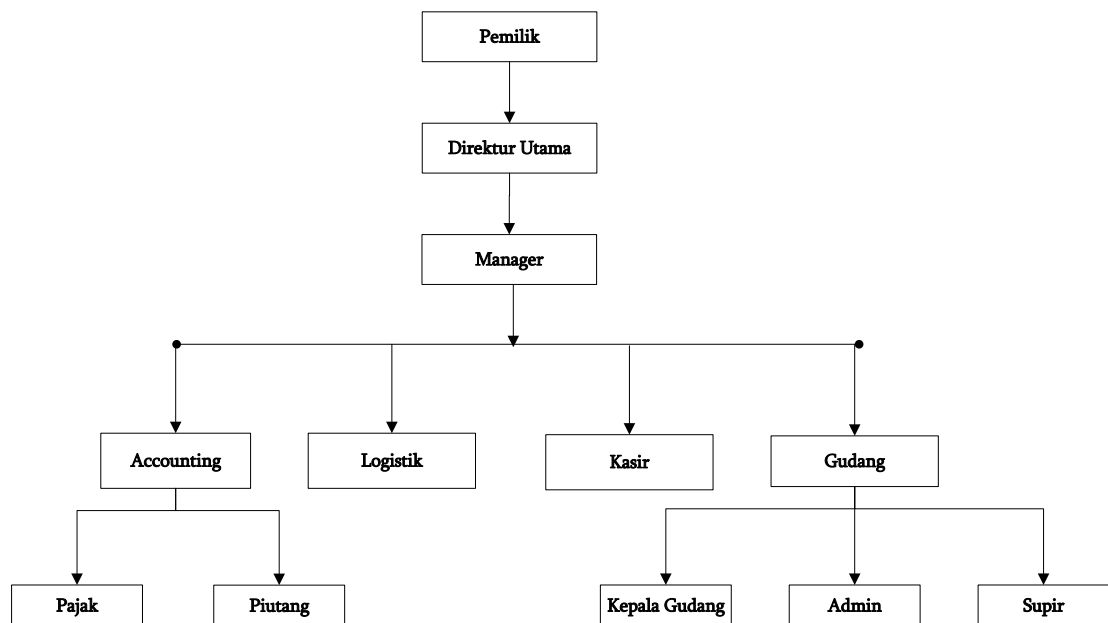 Pemilik
Direktur Utama
Manager
Accounting
Logistik
Kasir
Gudang
Pajak
Piutang
Kepala Gudang
Admin
Supir